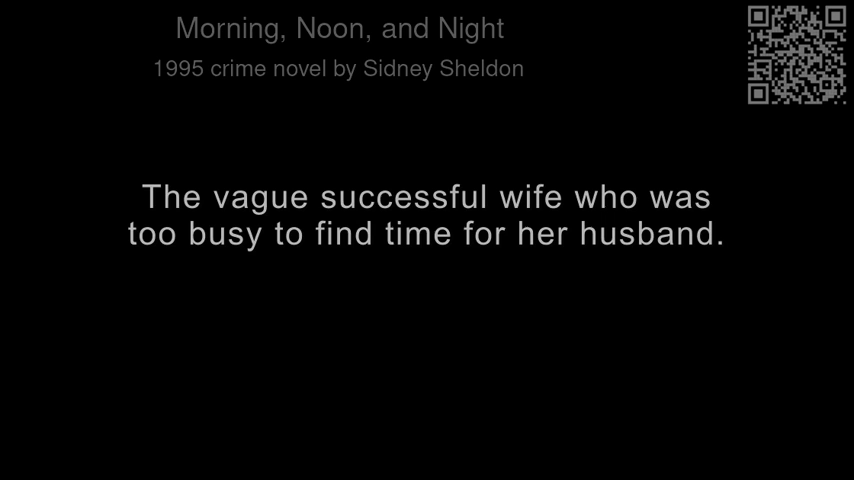 Morning, Noon, and Night
1995 crime novel by Sidney Sheldon
The vague successful wife who was
too busy to find time for her husband.